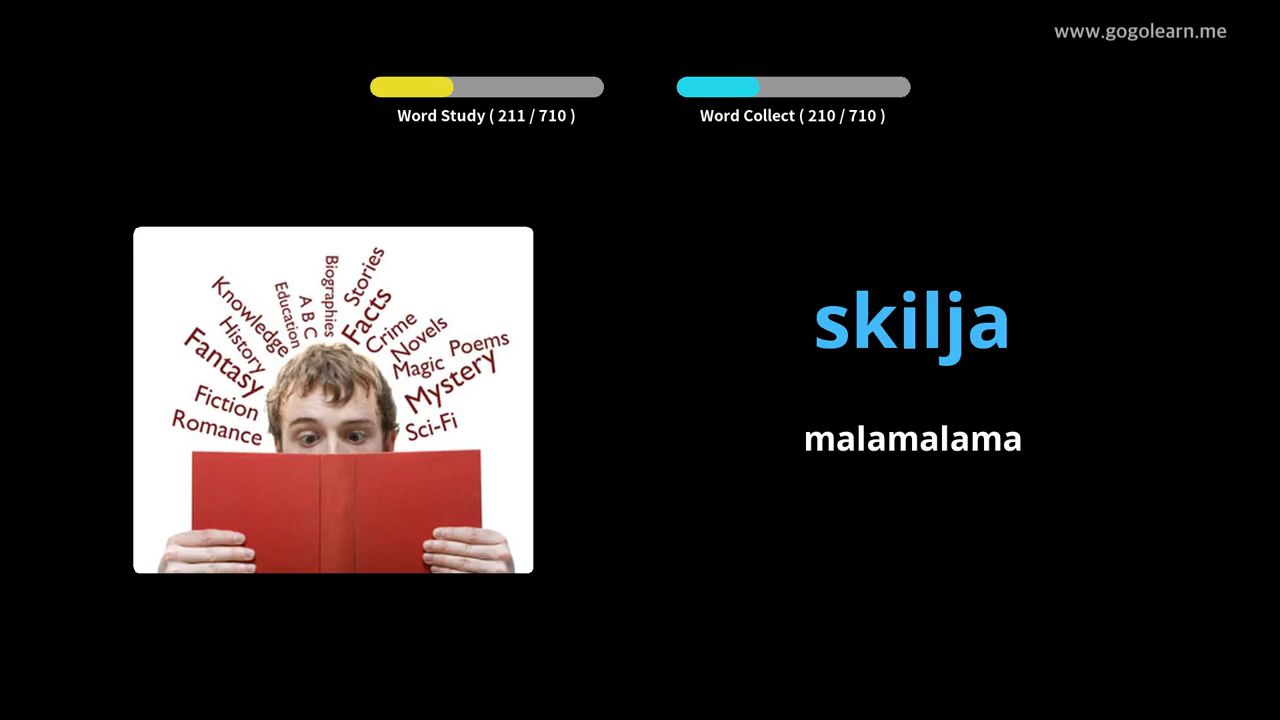 www.gogolearn.me
Word Study ( 211 / 710 )
Word Collect ( 210 / 710 )
Biographies
Stories
Education
A B C
Facts
Knowledge
Crime
History
Novels
Fantasy
Magic
Poems
Mystery
Fiction
Romance
Sci-Fi
skilja
malamalama